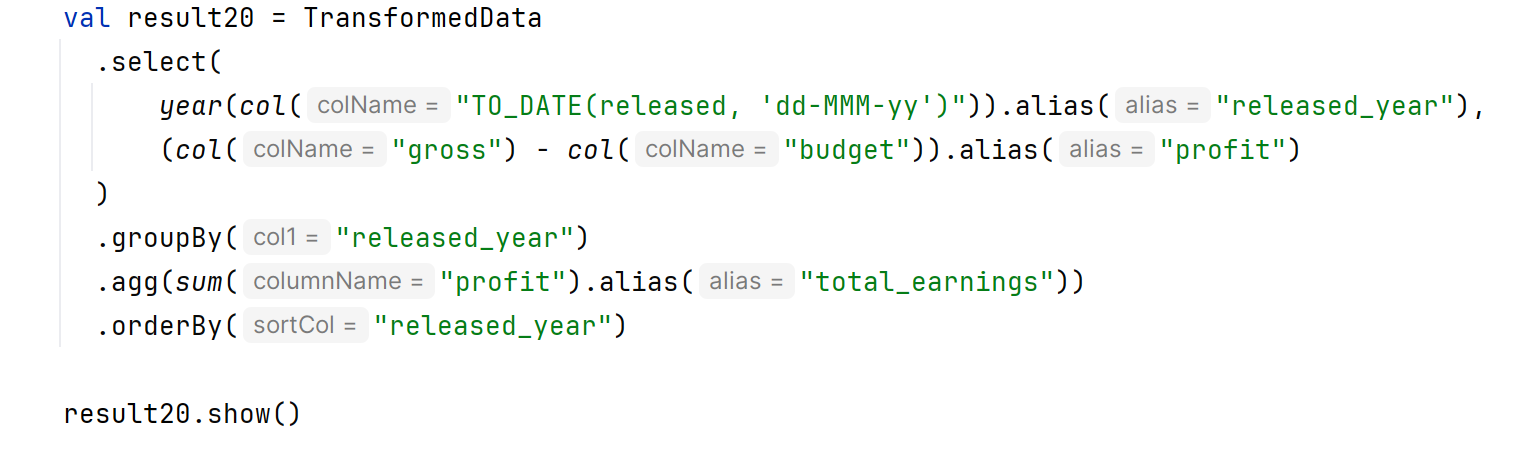 val result20 = TransformedData
.select(
year(col( colName = "TO_DATE(released, 'dd-MMM-yy')")).alias( alias = "released_year"),
(col( colName = "gross") - col( colName = "budget")).alias( alias = "profit")
)
.groupBy( col1 = "released_year")
.agg(sum( columnName = "profit").alias( alias = "total_earnings"))
.orderBy( sortCol = "released_year")
result20.show()